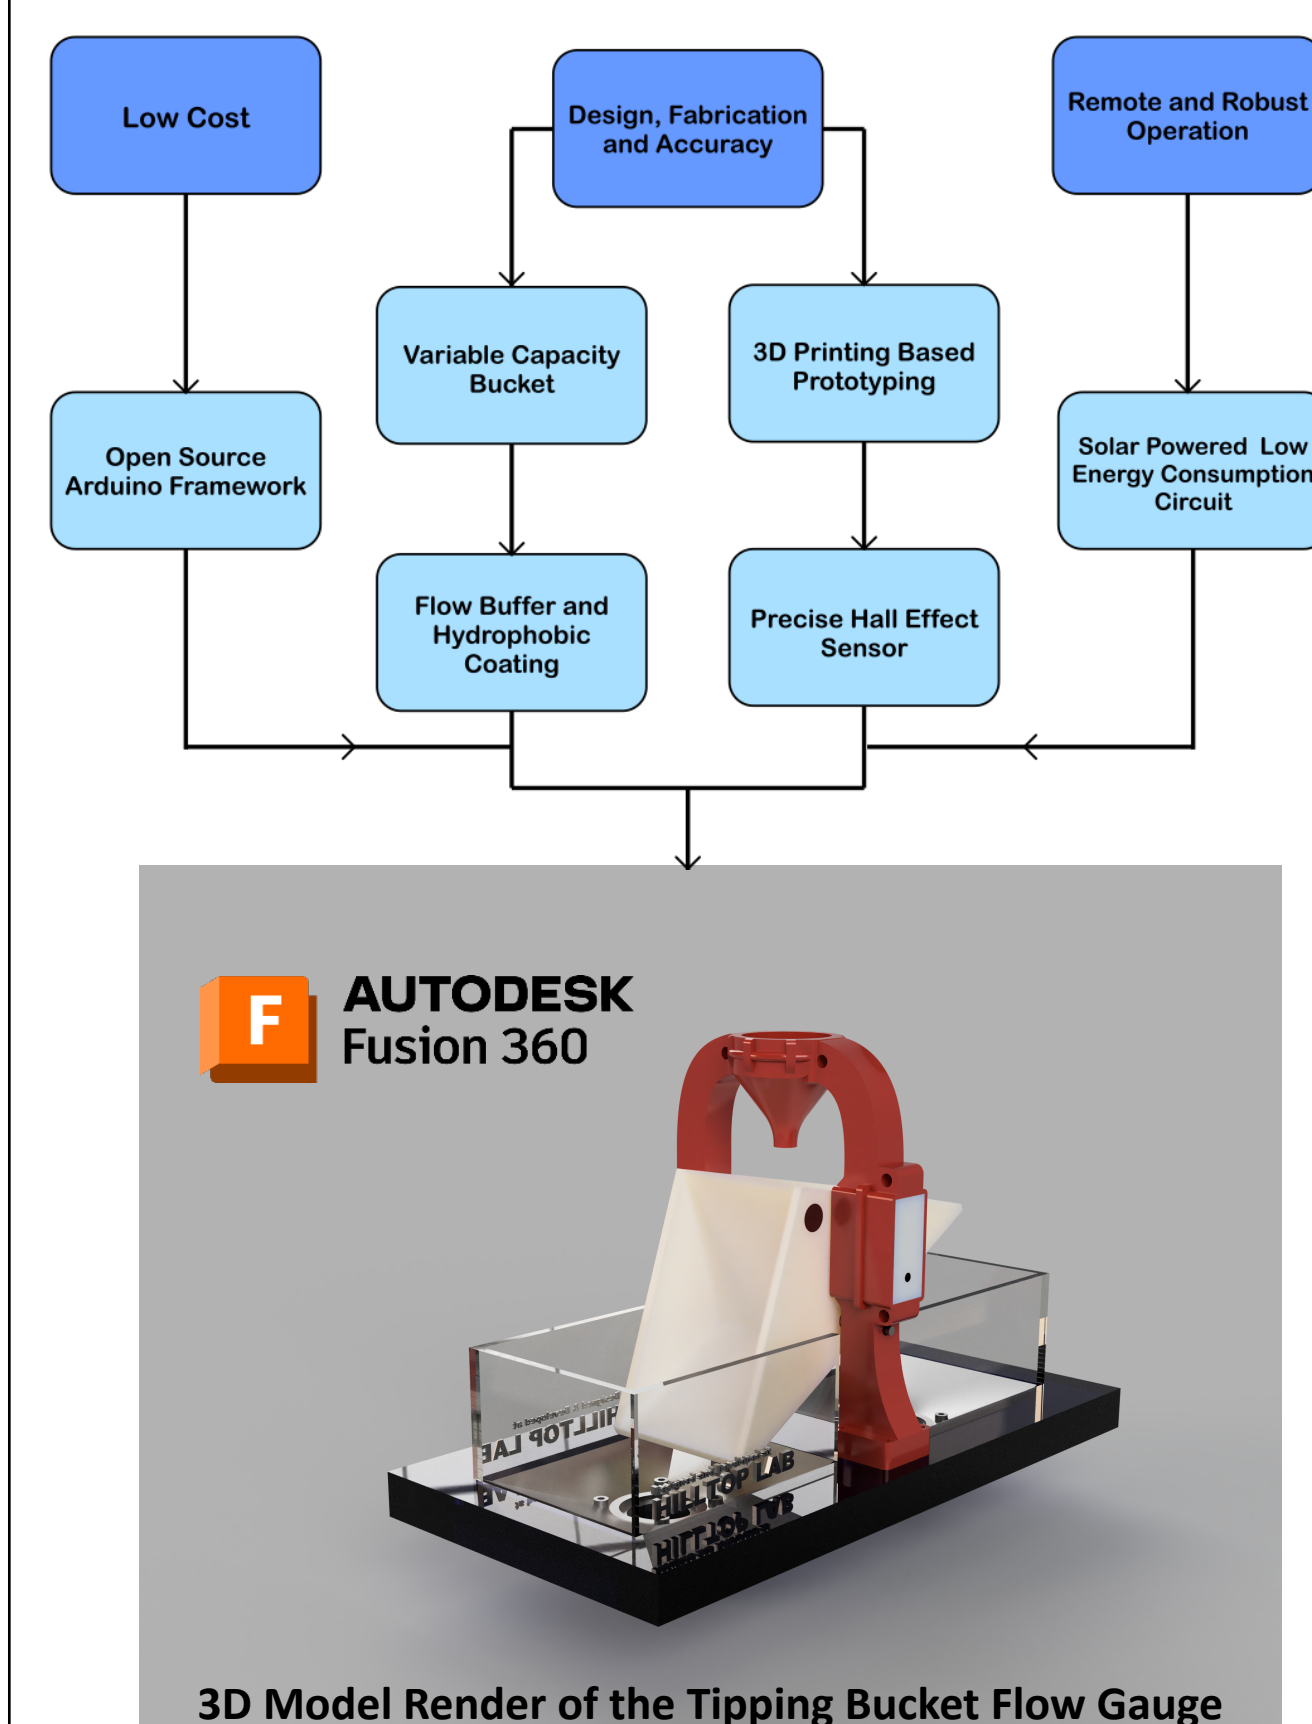 Low Cost
Design, Fabrication
and Accuracy
Remote and Robust
Operation
Variable Capacity
Bucket
3D Printing Based
Prototyping
Open Source
Arduino Framework
Solar Powered Low
Energy Consumption
Circuit
Flow Buffer and
Hydrophobic
Coating
Precise Hall Effect
Sensor
F
AUTODESK
Fusion 360
HILLTOP LAB
HILLTOP LAB
3D Model Render of the Tipping Bucket Flow Gauge